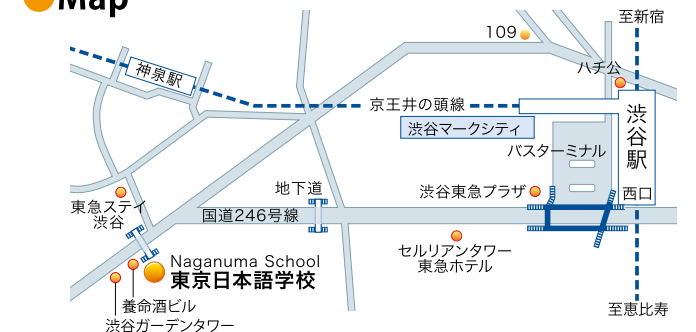 Map
至新宿
109
ハチ公
神泉駅
京王井の頭線
渋谷マークシティ
渋谷駅
バスターミナル
渋谷東急プラザ
西口
地下道
東急ステイ
渋谷
国道246号線
セルリアンタワー
東急ホテル
Naganuma School
東京日本語学校
養命酒ビル
渋谷ガーデンタワー
至恵比寿